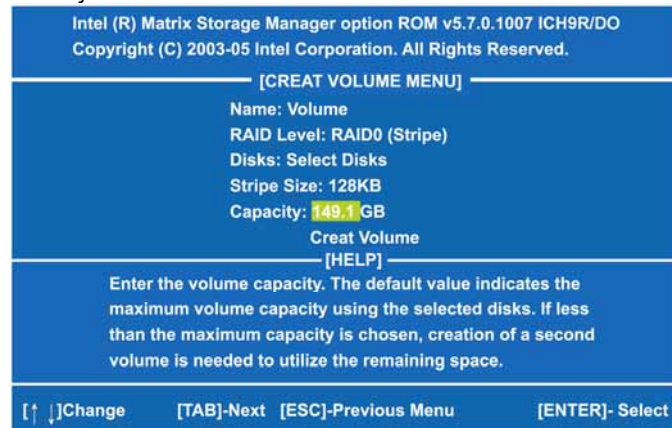 Intel (R) Matrix Storage Manager option ROM v5.7.0.1007 ICH9R/DO
Copyright (C) 2003-05 Intel Corporation. All Rights Reserved.
[CREAT VOLUME MENU]
Name: Volume
RAID Level: RAID0 (Stripe)
Disks: Select Disks
Stripe Size: 128KB
Capacity: 149.1 GB
Creat Volume
[HELP]
Enter the volume capacity. The default value indicates the
maximum volume capacity using the selected disks. If less
than the maximum capacity is chosen, creation of a second
volume is needed to utilize the remaining space.
[↑ ↓]Change [TAB]-Next [ESC]-Previous Menu [ENTER]- Select